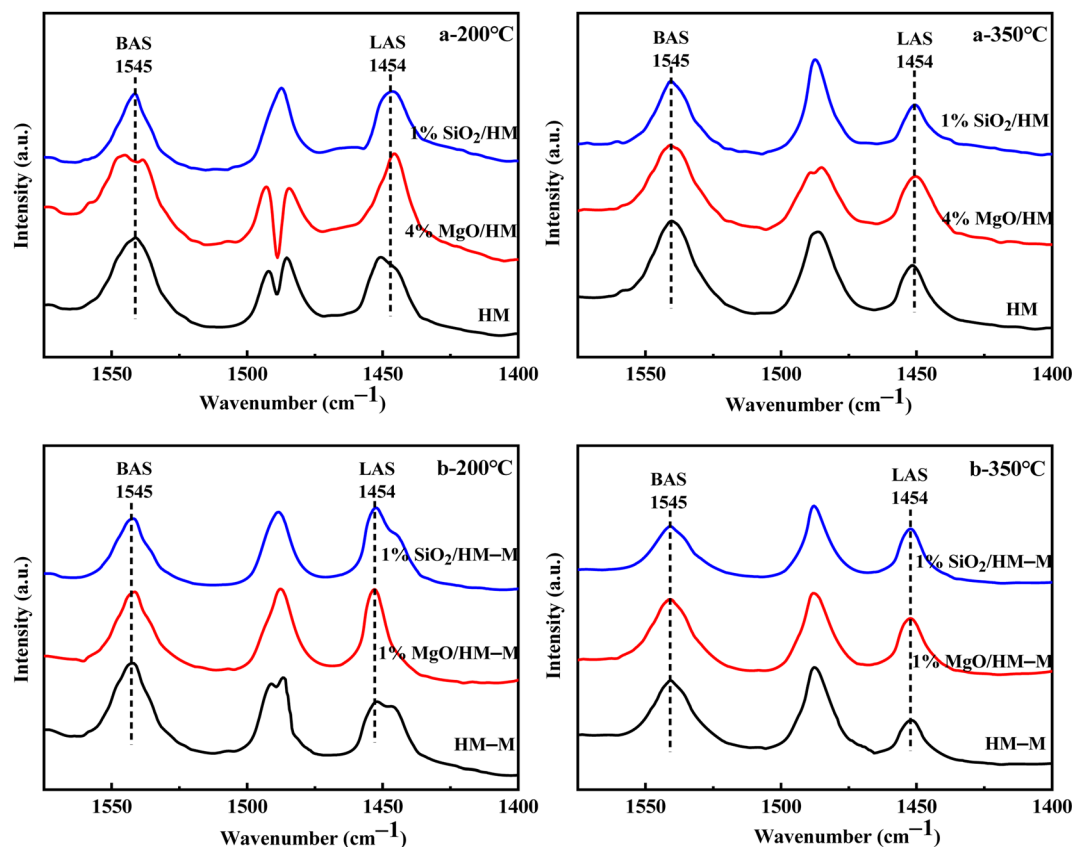 a-200°C
BAS
1545
LAS
1454
1% SiO₂/HM
4% MgO/HM
HM
Intensity (a.u.)
1550
1500
1450
1400
Wavenumber (cm⁻¹)
a-350°C
BAS
1545
LAS
1454
1% SiO₂/HM
4% MgO/HM
HM
Intensity (a.u.)
1550
1500
1450
1400
Wavenumber (cm⁻¹)
b-200°C
BAS
1545
LAS
1454
1% SiO₂/HM−M
1% MgO/HM−M
HM−M
Intensity (a.u.)
1550
1500
1450
1400
Wavenumber (cm⁻¹)
b-350°C
BAS
1545
LAS
1454
1% SiO₂/HM−M
1% MgO/HM−M
HM−M
Intensity (a.u.)
1550
1500
1450
1400
Wavenumber (cm⁻¹)